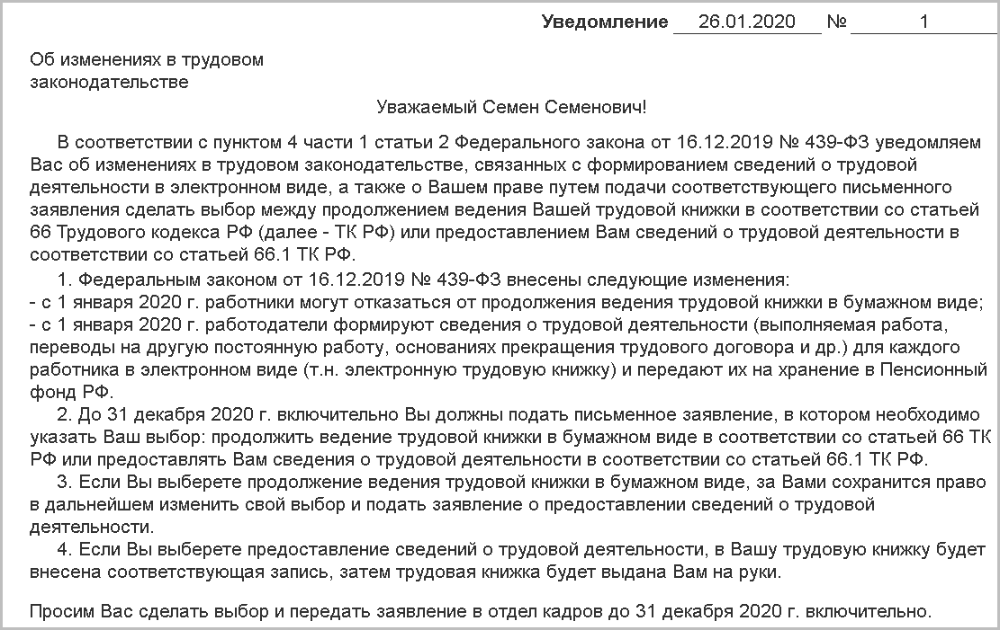 Уведомление 26.01.2020 № 1
Об изменениях в трудовом
законодательстве
Уважаемый Семен Семенович!
В соответствии с пунктом 4 части 1 статьи 2 Федерального закона от 16.12.2019 № 439-ФЗ уведомляем
Вас об изменениях в трудовом законодательстве, связанных с формированием сведений о трудовой
деятельности в электронном виде, а также о Вашем праве путем подачи соответствующего письменного
заявления сделать выбор между продолжением ведения Вашей трудовой книжки в соответствии со статьей
66 Трудового кодекса РФ (далее - ТК РФ) или предоставлением Вам сведений о трудовой деятельности в
соответствии со статьей 66.1 ТК РФ.
1. Федеральным законом от 16.12.2019 № 439-ФЗ внесены следующие изменения:
- с 1 января 2020 г. работники могут отказаться от продолжения ведения трудовой книжки в бумажном виде;
- с 1 января 2020 г. работодатели формируют сведения о трудовой деятельности (выполняемая работа,
переводы на другую постоянную работу, основаниях прекращения трудового договора и др.) для каждого
работника в электронном виде (т.н. электронную трудовую книжку) и передают их на хранение в Пенсионный
фонд РФ.
2. До 31 декабря 2020 г. включительно Вы должны подать письменное заявление, в котором необходимо
указать Ваш выбор: продолжить ведение трудовой книжки в бумажном виде в соответствии со статьей 66 ТК
РФ или предоставлять Вам сведения о трудовой деятельности в соответствии со статьей 66.1 ТК РФ.
3. Если Вы выберете продолжение ведения трудовой книжки в бумажном виде, за Вами сохранится право
в дальнейшем изменить свой выбор и подать заявление о предоставлении сведений о трудовой
деятельности.
4. Если Вы выберете предоставление сведений о трудовой деятельности, в Вашу трудовую книжку будет
внесена соответствующая запись, затем трудовая книжка будет выдана Вам на руки.
Просим Вас сделать выбор и передать заявление в отдел кадров до 31 декабря 2020 г. включительно.